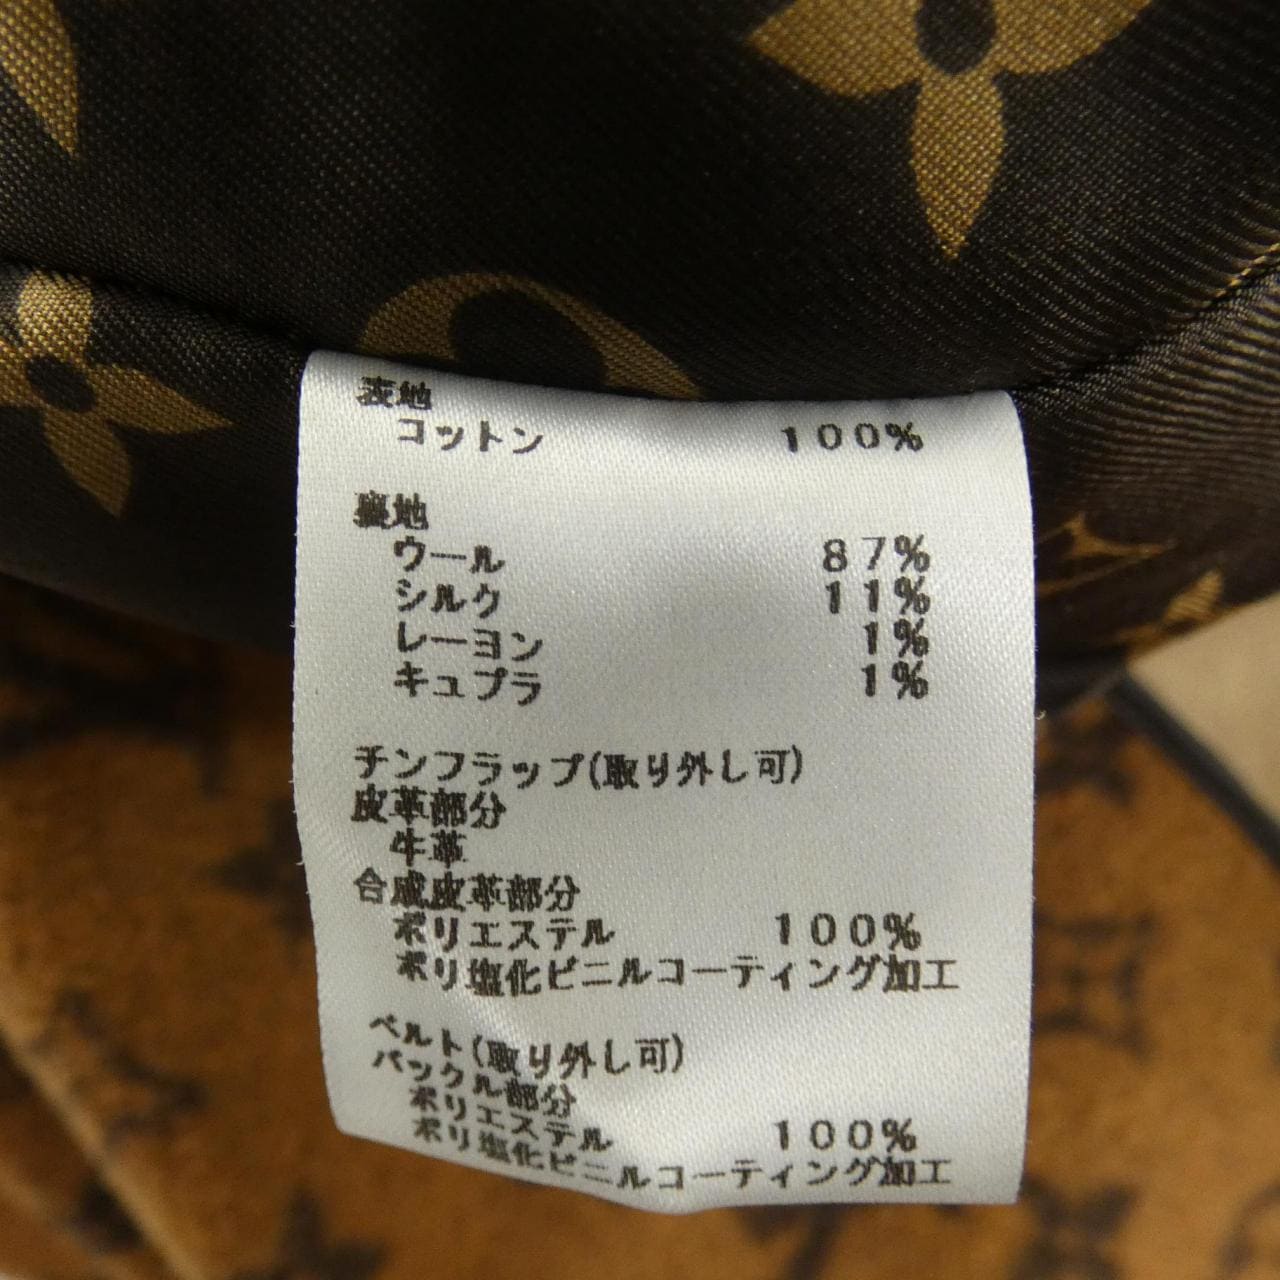 表地
コットン 100%
裏地
ウール 87%
シルク 11%
レーヨン 1%
キュプラ 1%
チンフラップ(取り外し可)
皮革部分
牛革
合成皮革部分
ポリエステル 100%
ポリ塩化ビニルコーティング加工
ベルト(取り外し可)
バックル部分
ポリエステル 100%
ポリ塩化ビニルコーティング加工